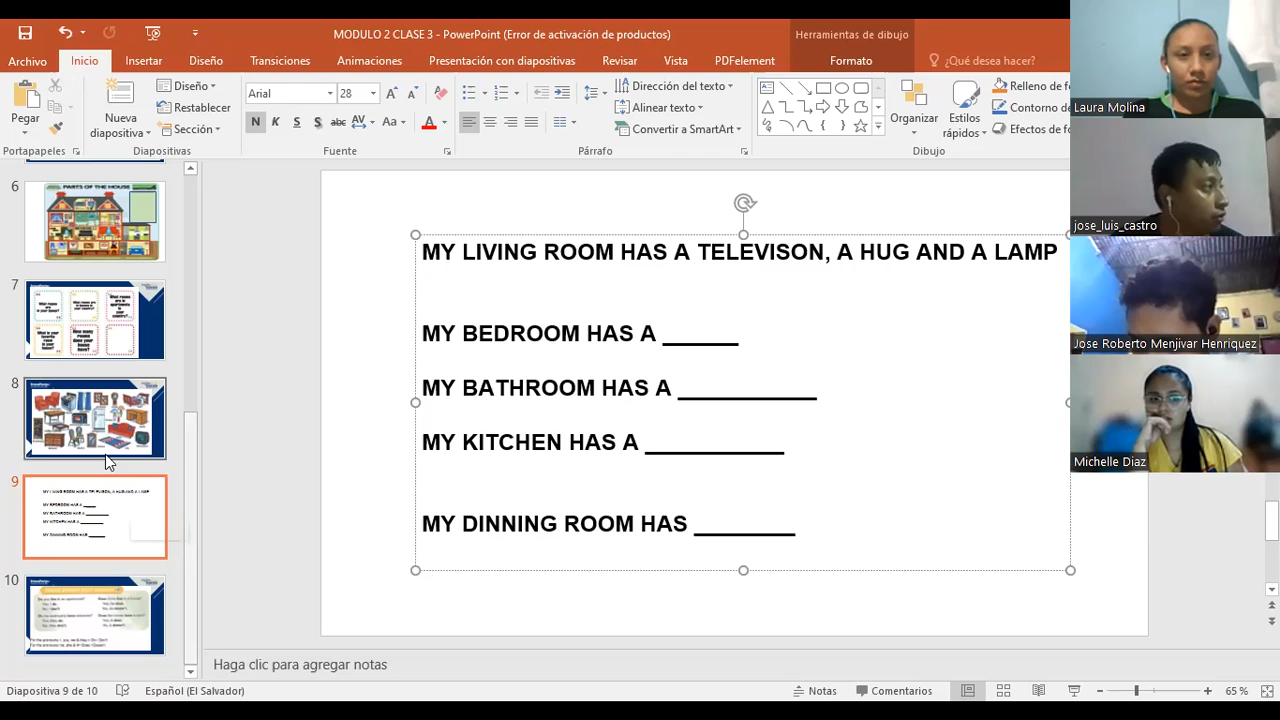 MODULO 2 CLASE 3 - PowerPoint (Error de activación de productos)
Herramientas de dibujo
Archivo
Inicio
Insertar
Diseño
Transiciones
Animaciones
Presentación con diapositivas
Revisar
Vista
PDFelement
Formato
¿Qué desea hacer?
Pegar
Nueva
diapositiva
Diseño
Restablecer
Sección
Arial
28
N K S abc AV Aa A
Dirección del texto
Alinear texto
Convertir a SmartArt
Organizar
Estilos
rápidos
Relleno de f
Contorno de
Efectos de fo
Portapapeles
Diapositivas
Fuente
Párrafo
Dibujo
Laura Molina
jose_luis_castro
Jose Roberto Menjivar Henriquez
Michelle Diaz
6
PARTS OF THE HOUSE
7
8
9
10
MY LIVING ROOM HAS A TELEVISON, A HUG AND A LAMP
MY BEDROOM HAS A ______
MY BATHROOM HAS A ___________
MY KITCHEN HAS A ___________
MY DINNING ROOM HAS ________
Haga clic para agregar notas
Diapositiva 9 de 10
Español (El Salvador)
Notas
Comentarios
65 %